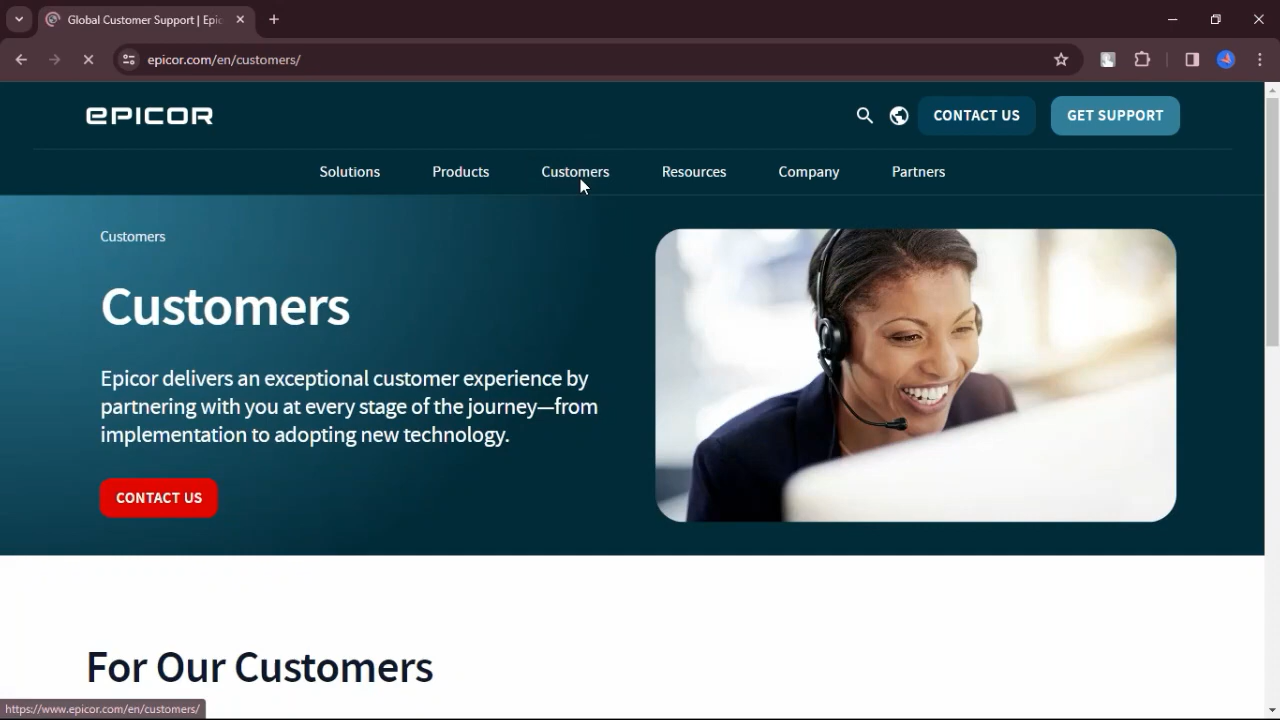 Global Customer Support | Epic
epicor.com/en/customers/
EPICOR
CONTACT US
GET SUPPORT
Solutions
Products
Customers
Resources
Company
Partners
Customers
Customers
Epicor delivers an exceptional customer experience by
partnering with you at every stage of the journey—from
implementation to adopting new technology.
CONTACT US
For Our Customers
https://www.epicor.com/en/customers/